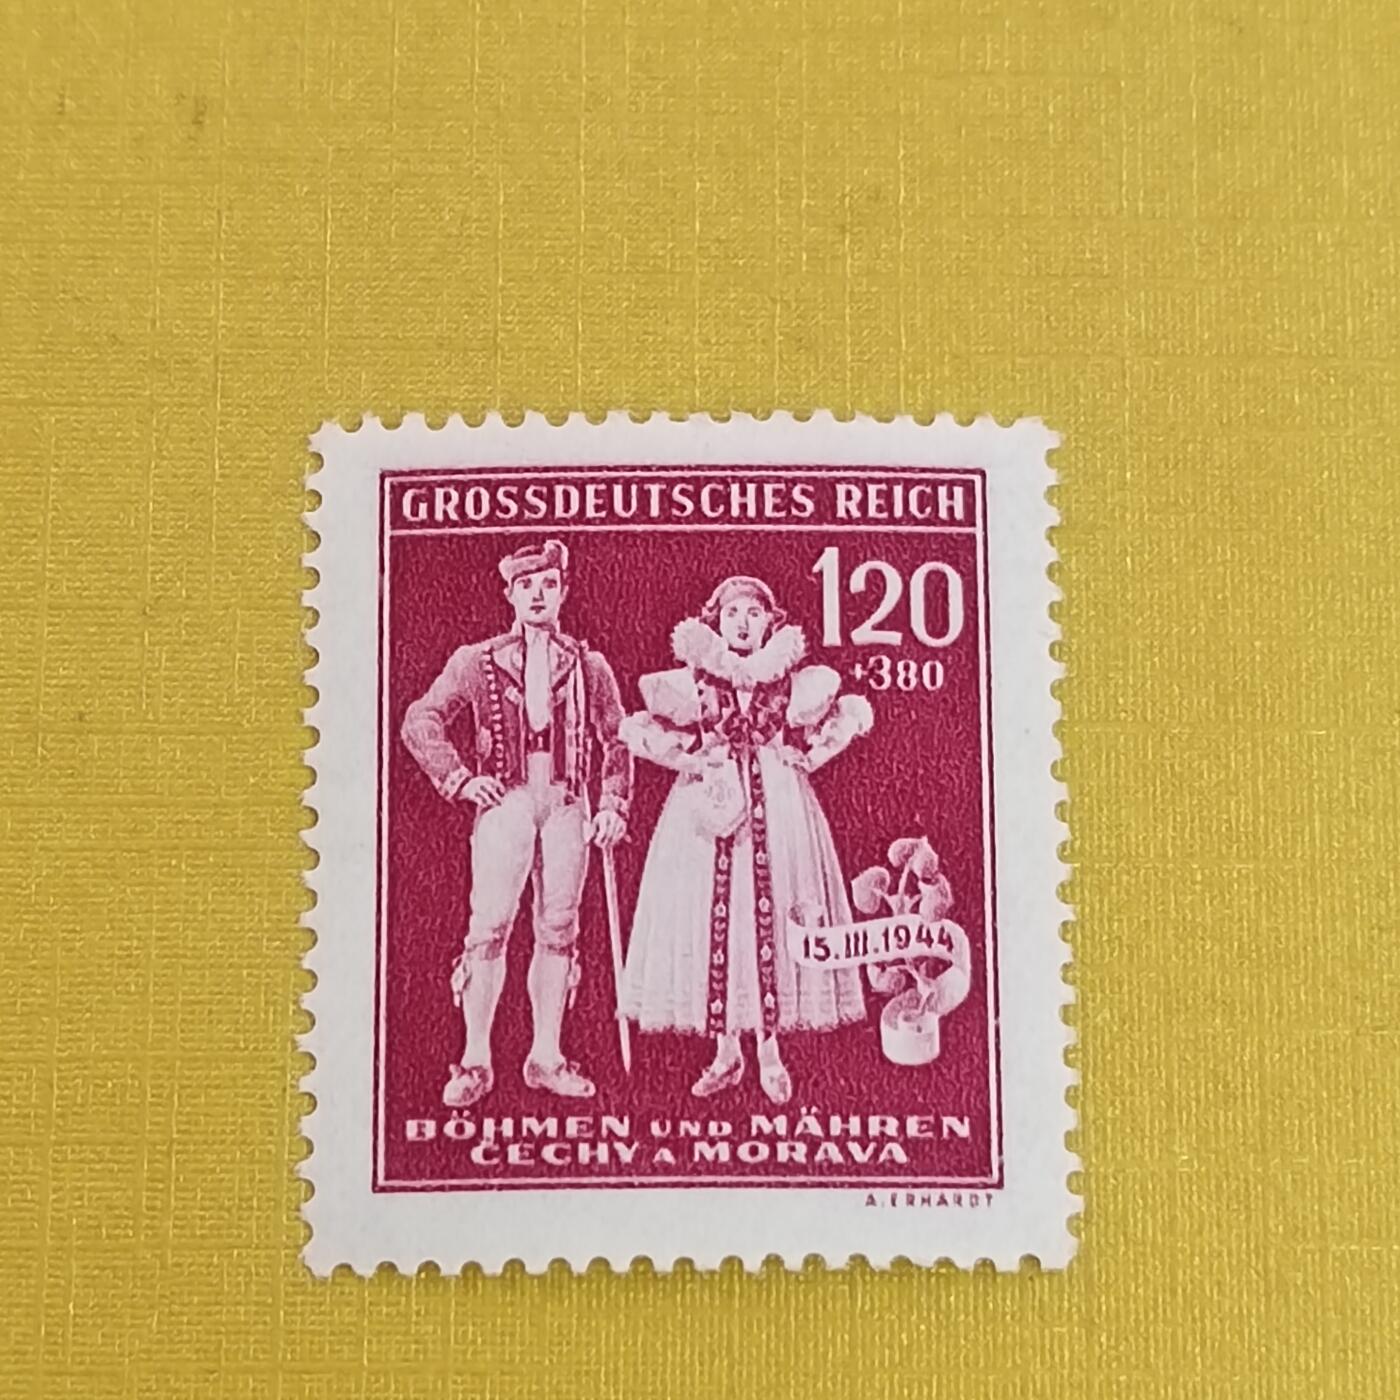 GROSSDEUTSCHES REICH
120
+380
15.III.1944
BÖHMEN UND MÄHREN
ČECHY A MORAVA
A. ERHARDT